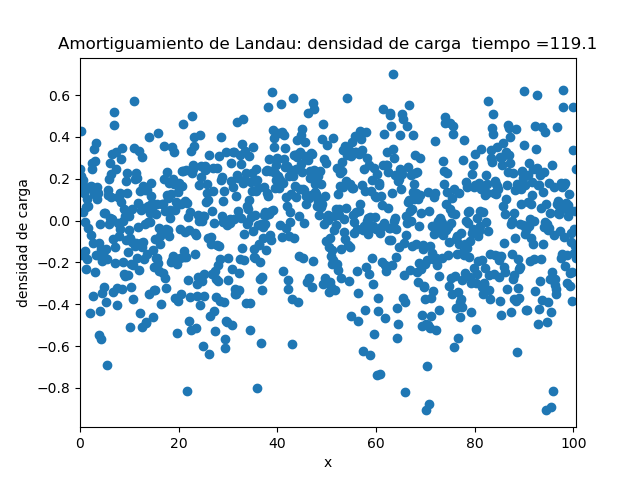 Amortiguamiento de Landau: densidad de carga  tiempo =119.1
densidad de carga
0.6
0.4
0.2
0.0
−0.2
−0.4
−0.6
−0.8
0 20 40 60 80 100
x